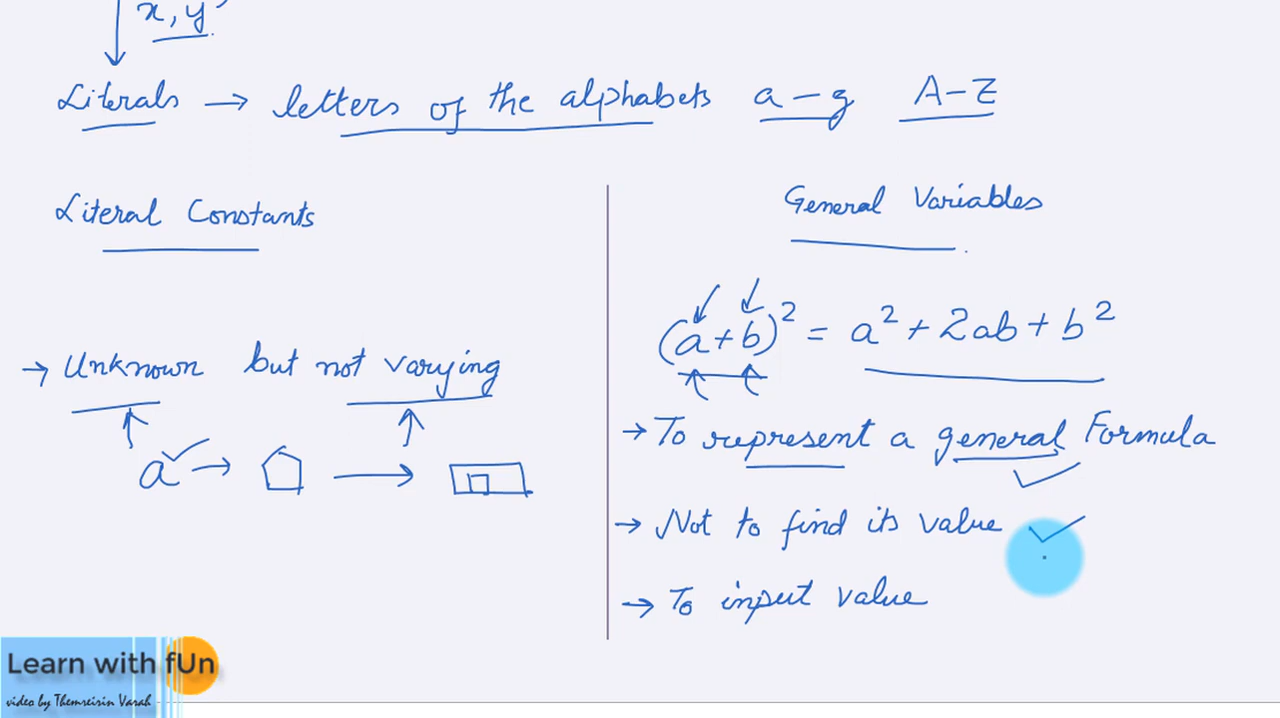 x, y
Literals → letters of the alphabets a – z A – Z
Literal Constants
→ Unknown but not varying
a →
General Variables
(a+b)² = a² + 2ab + b²
→ To represent a general Formula
→ Not to find its value
→ To input value
Learn with fUn
video by Themreisin Varah